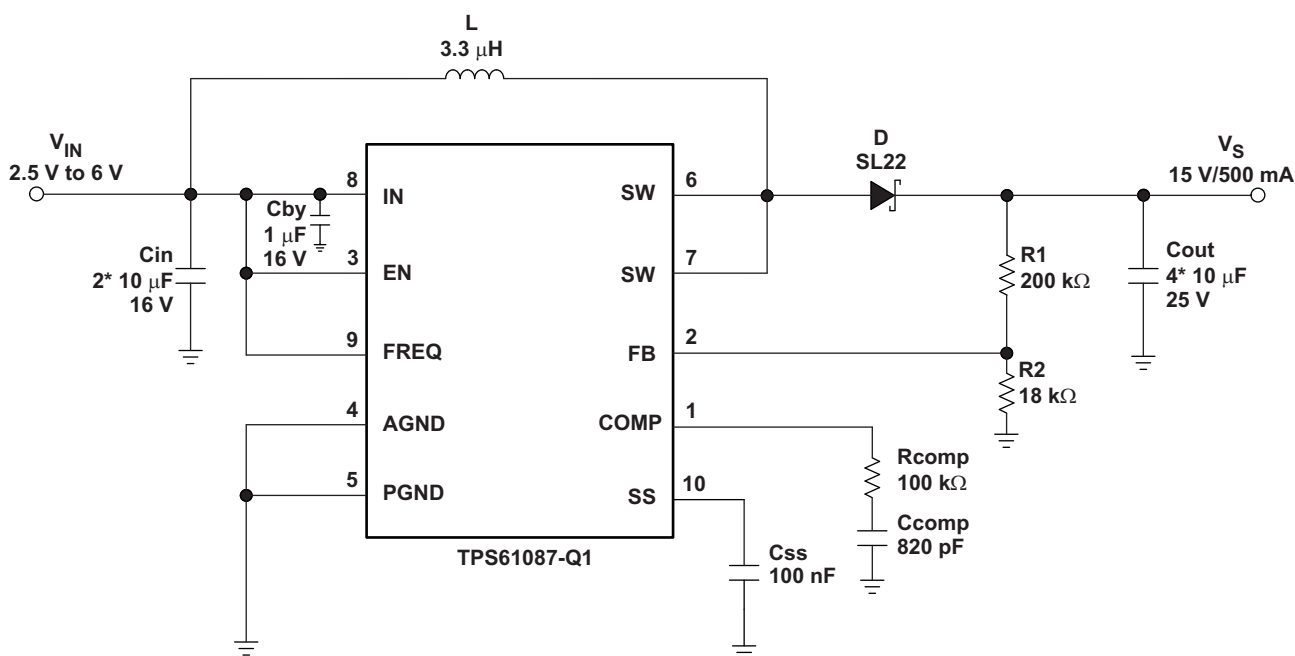 L
3.3 μH
V_IN
2.5 V to 6 V
D
SL22
V_S
15 V/500 mA
8
IN
SW
6
Cby
1 μF
16 V
Cin
2* 10 μF
16 V
3
EN
SW
7
R1
200 kΩ
Cout
4* 10 μF
25 V
9
FREQ
FB
2
R2
18 kΩ
4
AGND
COMP
1
Rcomp
100 kΩ
5
PGND
SS
10
Ccomp
820 pF
Css
100 nF
TPS61087-Q1